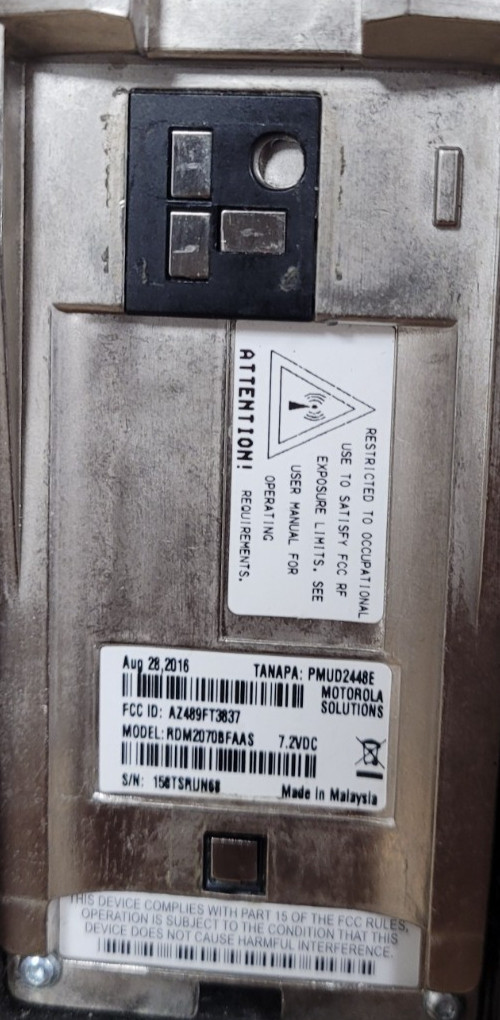 ATTENTION!
RESTRICTED TO OCCUPATIONAL
USE TO SATISFY FCC RF
EXPOSURE LIMITS. SEE
USER MANUAL FOR
OPERATING
REQUIREMENTS.
Aug 28,2016 TANAPA: PMUD2448E
MOTOROLA
SOLUTIONS
FCC ID: AZ489FT3837
MODEL: RDM2070BFAAS 7.2VDC
S/N: 158TSRUN68 Made in Malaysia
THIS DEVICE COMPLIES WITH PART 15 OF THE FCC RULES,
OPERATION IS SUBJECT TO THE CONDITION THAT THIS
DEVICE DOES NOT CAUSE HARMFUL INTERFERENCE.